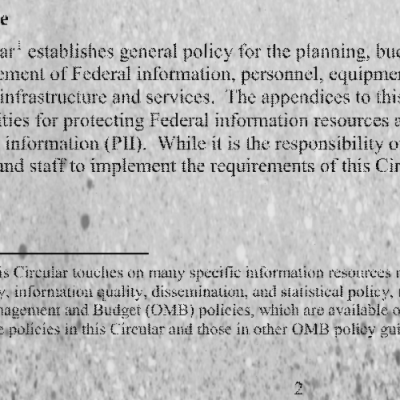 e
ar¹ establishes general policy for the planning, bud
ement of Federal information, personnel, equipme
infrastructure and services. The appendices to this
ities for protecting Federal information resources a
information (PII). While it is the responsibility o
and staff to implement the requirements of this Cir
is Circular touches on many specific information resources
y, information quality, dissemination, and statistical policy,
nagement and Budget (OMB) policies, which are available o
e policies in this Circular and those in other OMB policy gui
2